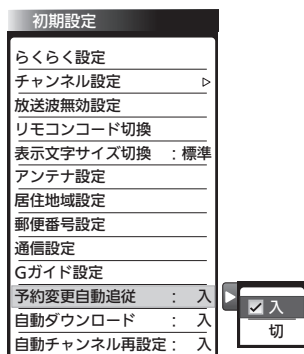 初期設定
らくらく設定
チャンネル設定 ▷
放送波無効設定
リモコンコード切換
表示文字サイズ切換 : 標準
アンテナ設定
居住地域設定
郵便番号設定
通信設定
Gガイド設定
予約変更自動追従 : 入
自動ダウンロード : 入
自動チャンネル再設定 : 入
入
切